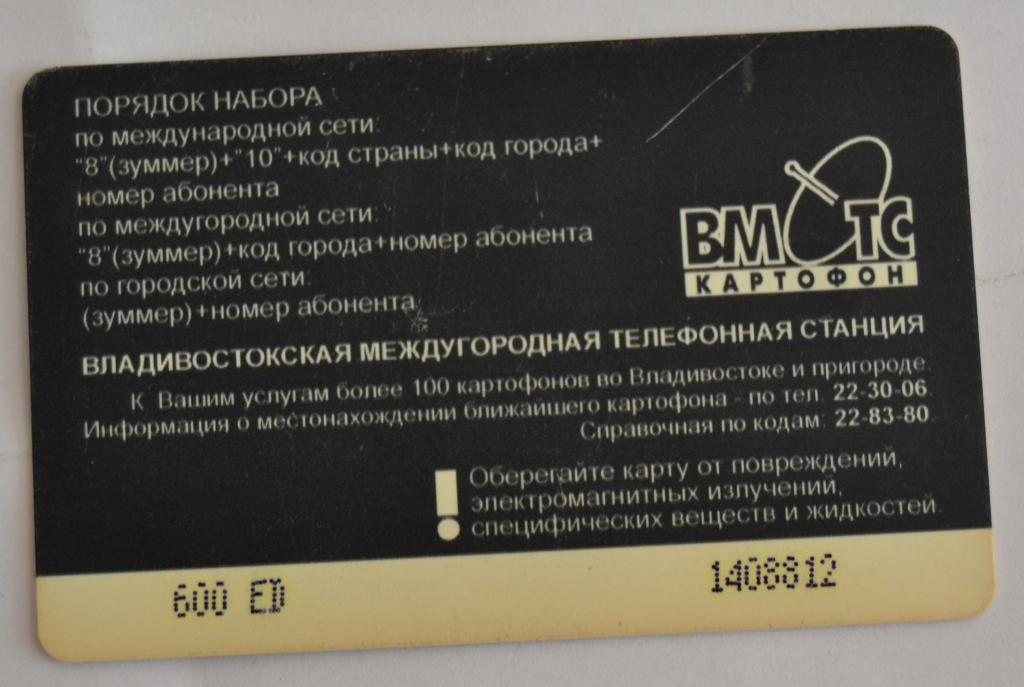 ПОРЯДОК НАБОРА
по международной сети:
"8"(зуммер)+"10"+код страны+код города+
номер абонента
по междугородной сети:
"8"(зуммер)+код города+номер абонента
по городской сети:
(зуммер)+номер абонента
ВМТС
КАРТОФОН
ВЛАДИВОСТОКСКАЯ МЕЖДУГОРОДНАЯ ТЕЛЕФОННАЯ СТАНЦИЯ
К Вашим услугам более 100 картофонов во Владивостоке и пригороде.
Информация о местонахождении ближайшего картофона - по тел. 22-30-06
Справочная по кодам: 22-83-80.
! Оберегайте карту от повреждений,
электромагнитных излучений,
специфических веществ и жидкостей.
600 ED 1408812